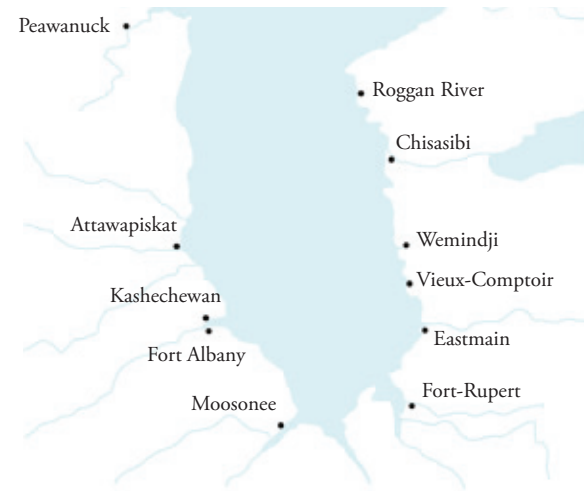 Peawanuck
Roggan River
Chisasibi
Attawapiskat
Wemindji
Vieux-Comptoir
Kashechewan
Eastmain
Fort Albany
Fort-Rupert
Moosonee